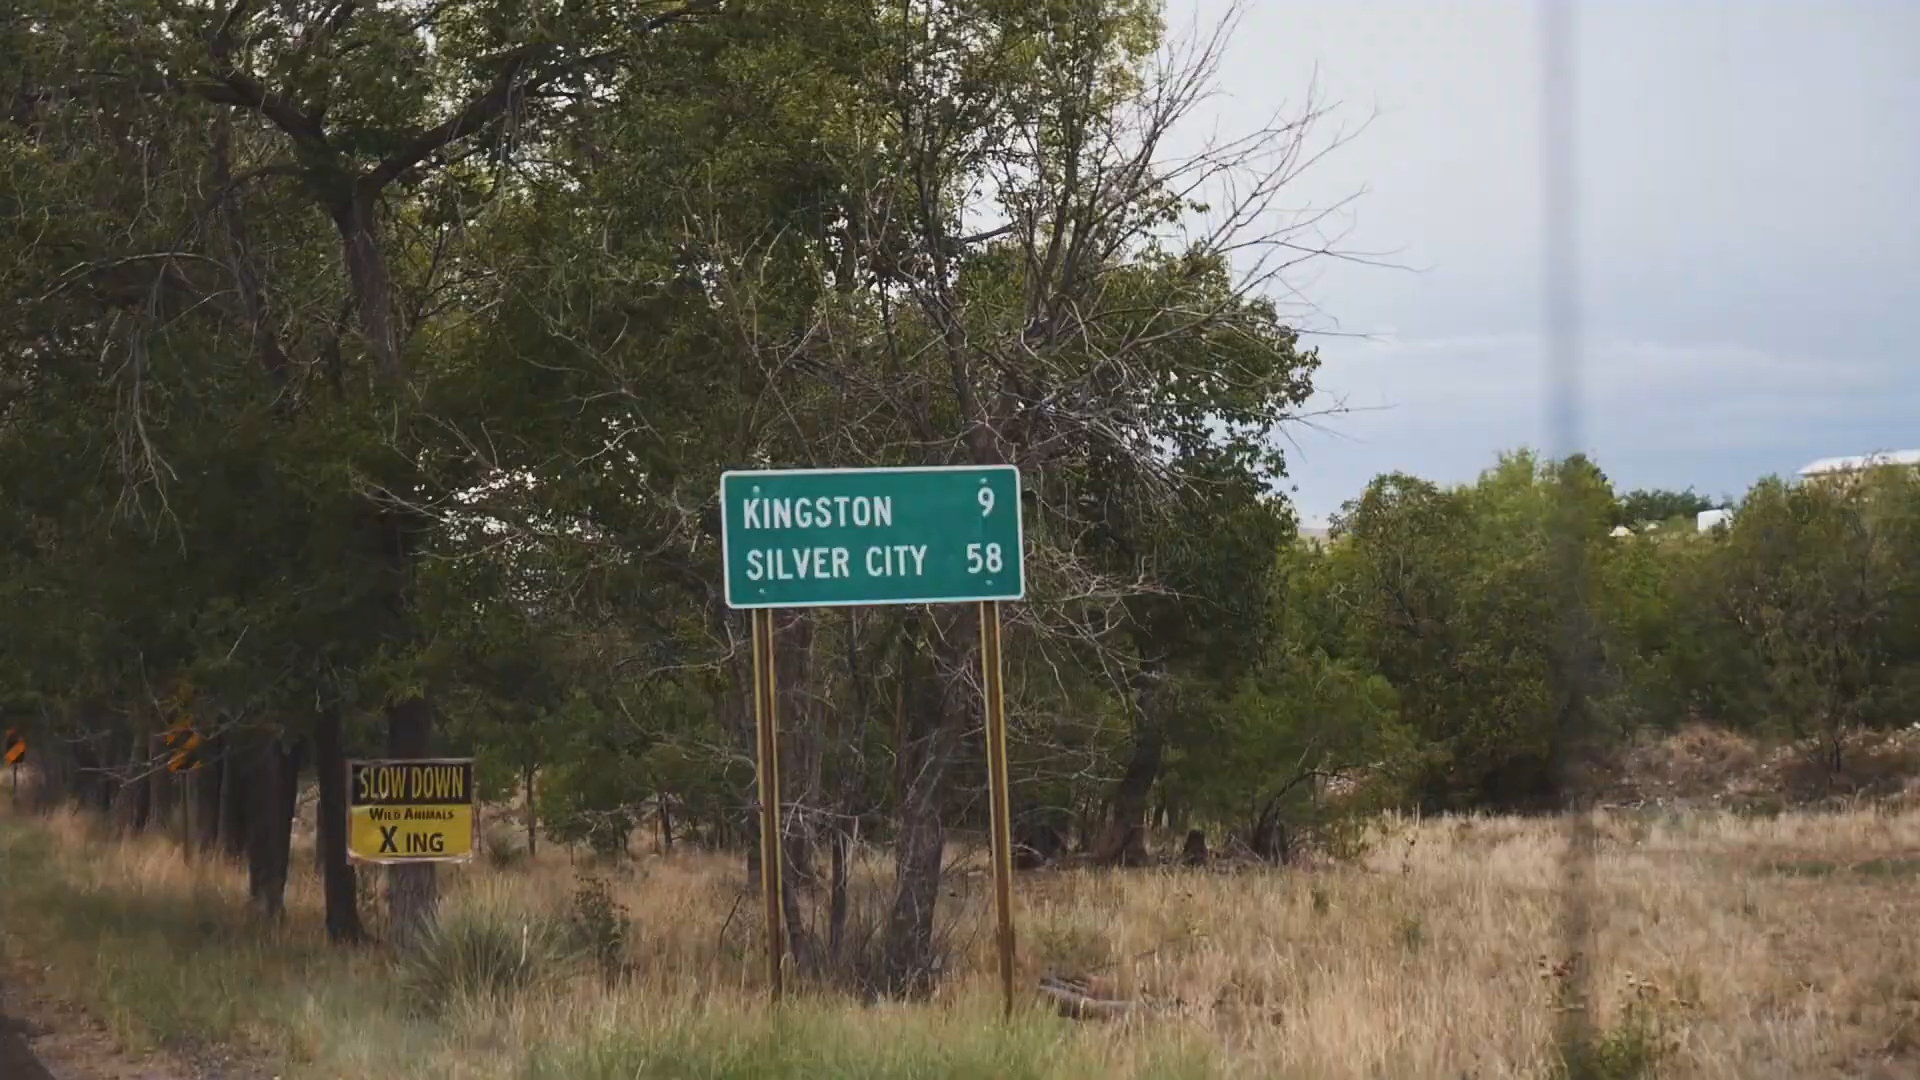 KINGSTON 9
SILVER CITY 58
SLOW DOWN
WILD ANIMALS
X ING